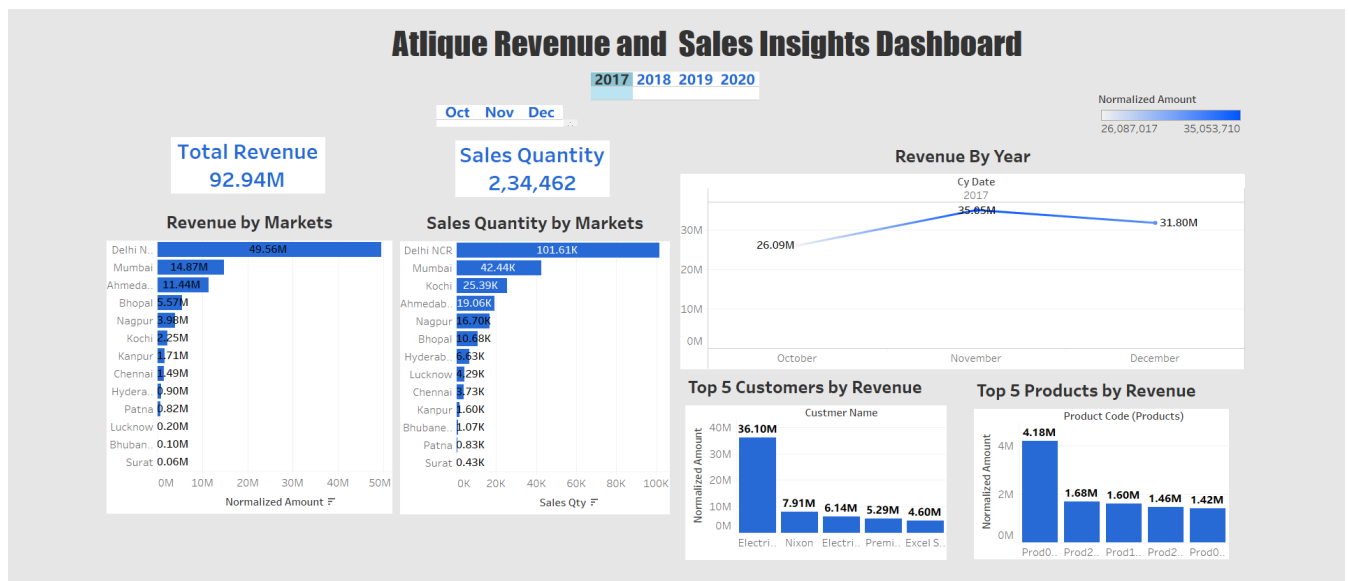 Atlique Revenue and Sales Insights Dashboard
2017 2018 2019 2020
Oct Nov Dec
Normalized Amount
26,087,017 35,053,710
Total Revenue
92.94M
Sales Quantity
2,34,462
Revenue by Markets
Delhi N.. 49.56M
Mumbai 14.87M
Ahmeda.. 11.44M
Bhopal 5.57M
Nagpur 3.98M
Kochi 2.25M
Kanpur 1.71M
Chennai 1.49M
Hydera.. 0.90M
Patna 0.82M
Lucknow 0.20M
Bhuban.. 0.10M
Surat 0.06M
0M 10M 20M 30M 40M 50M
Normalized Amount
Sales Quantity by Markets
Delhi NCR 101.61K
Mumbai 42.44K
Kochi 25.39K
Ahmedab.. 19.06K
Nagpur 16.70K
Bhopal 10.68K
Hyderab.. 6.63K
Lucknow 4.29K
Chennai 3.73K
Kanpur 1.60K
Bhubane.. 1.07K
Patna 0.83K
Surat 0.43K
0K 20K 40K 60K 80K 100K
Sales Qty
Revenue By Year
Cy Date
2017
30M
20M
10M
0M
26.09M
35.05M
31.80M
October November December
Top 5 Customers by Revenue
Custmer Name
Normalized Amount
40M
30M
20M
10M
0M
36.10M 7.91M 6.14M 5.29M 4.60M
Electri.. Nixon Electri.. Premi.. Excel S..
Top 5 Products by Revenue
Product Code (Products)
Normalized Amount
4M
2M
0M
4.18M 1.68M 1.60M 1.46M 1.42M
Prod0.. Prod2.. Prod1.. Prod2.. Prod0..